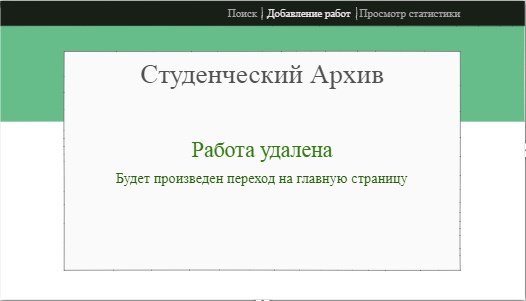 Поиск | Добавление работ | Просмотр статистики
Студенческий Архив
Работа удалена
Будет произведен переход на главную страницу